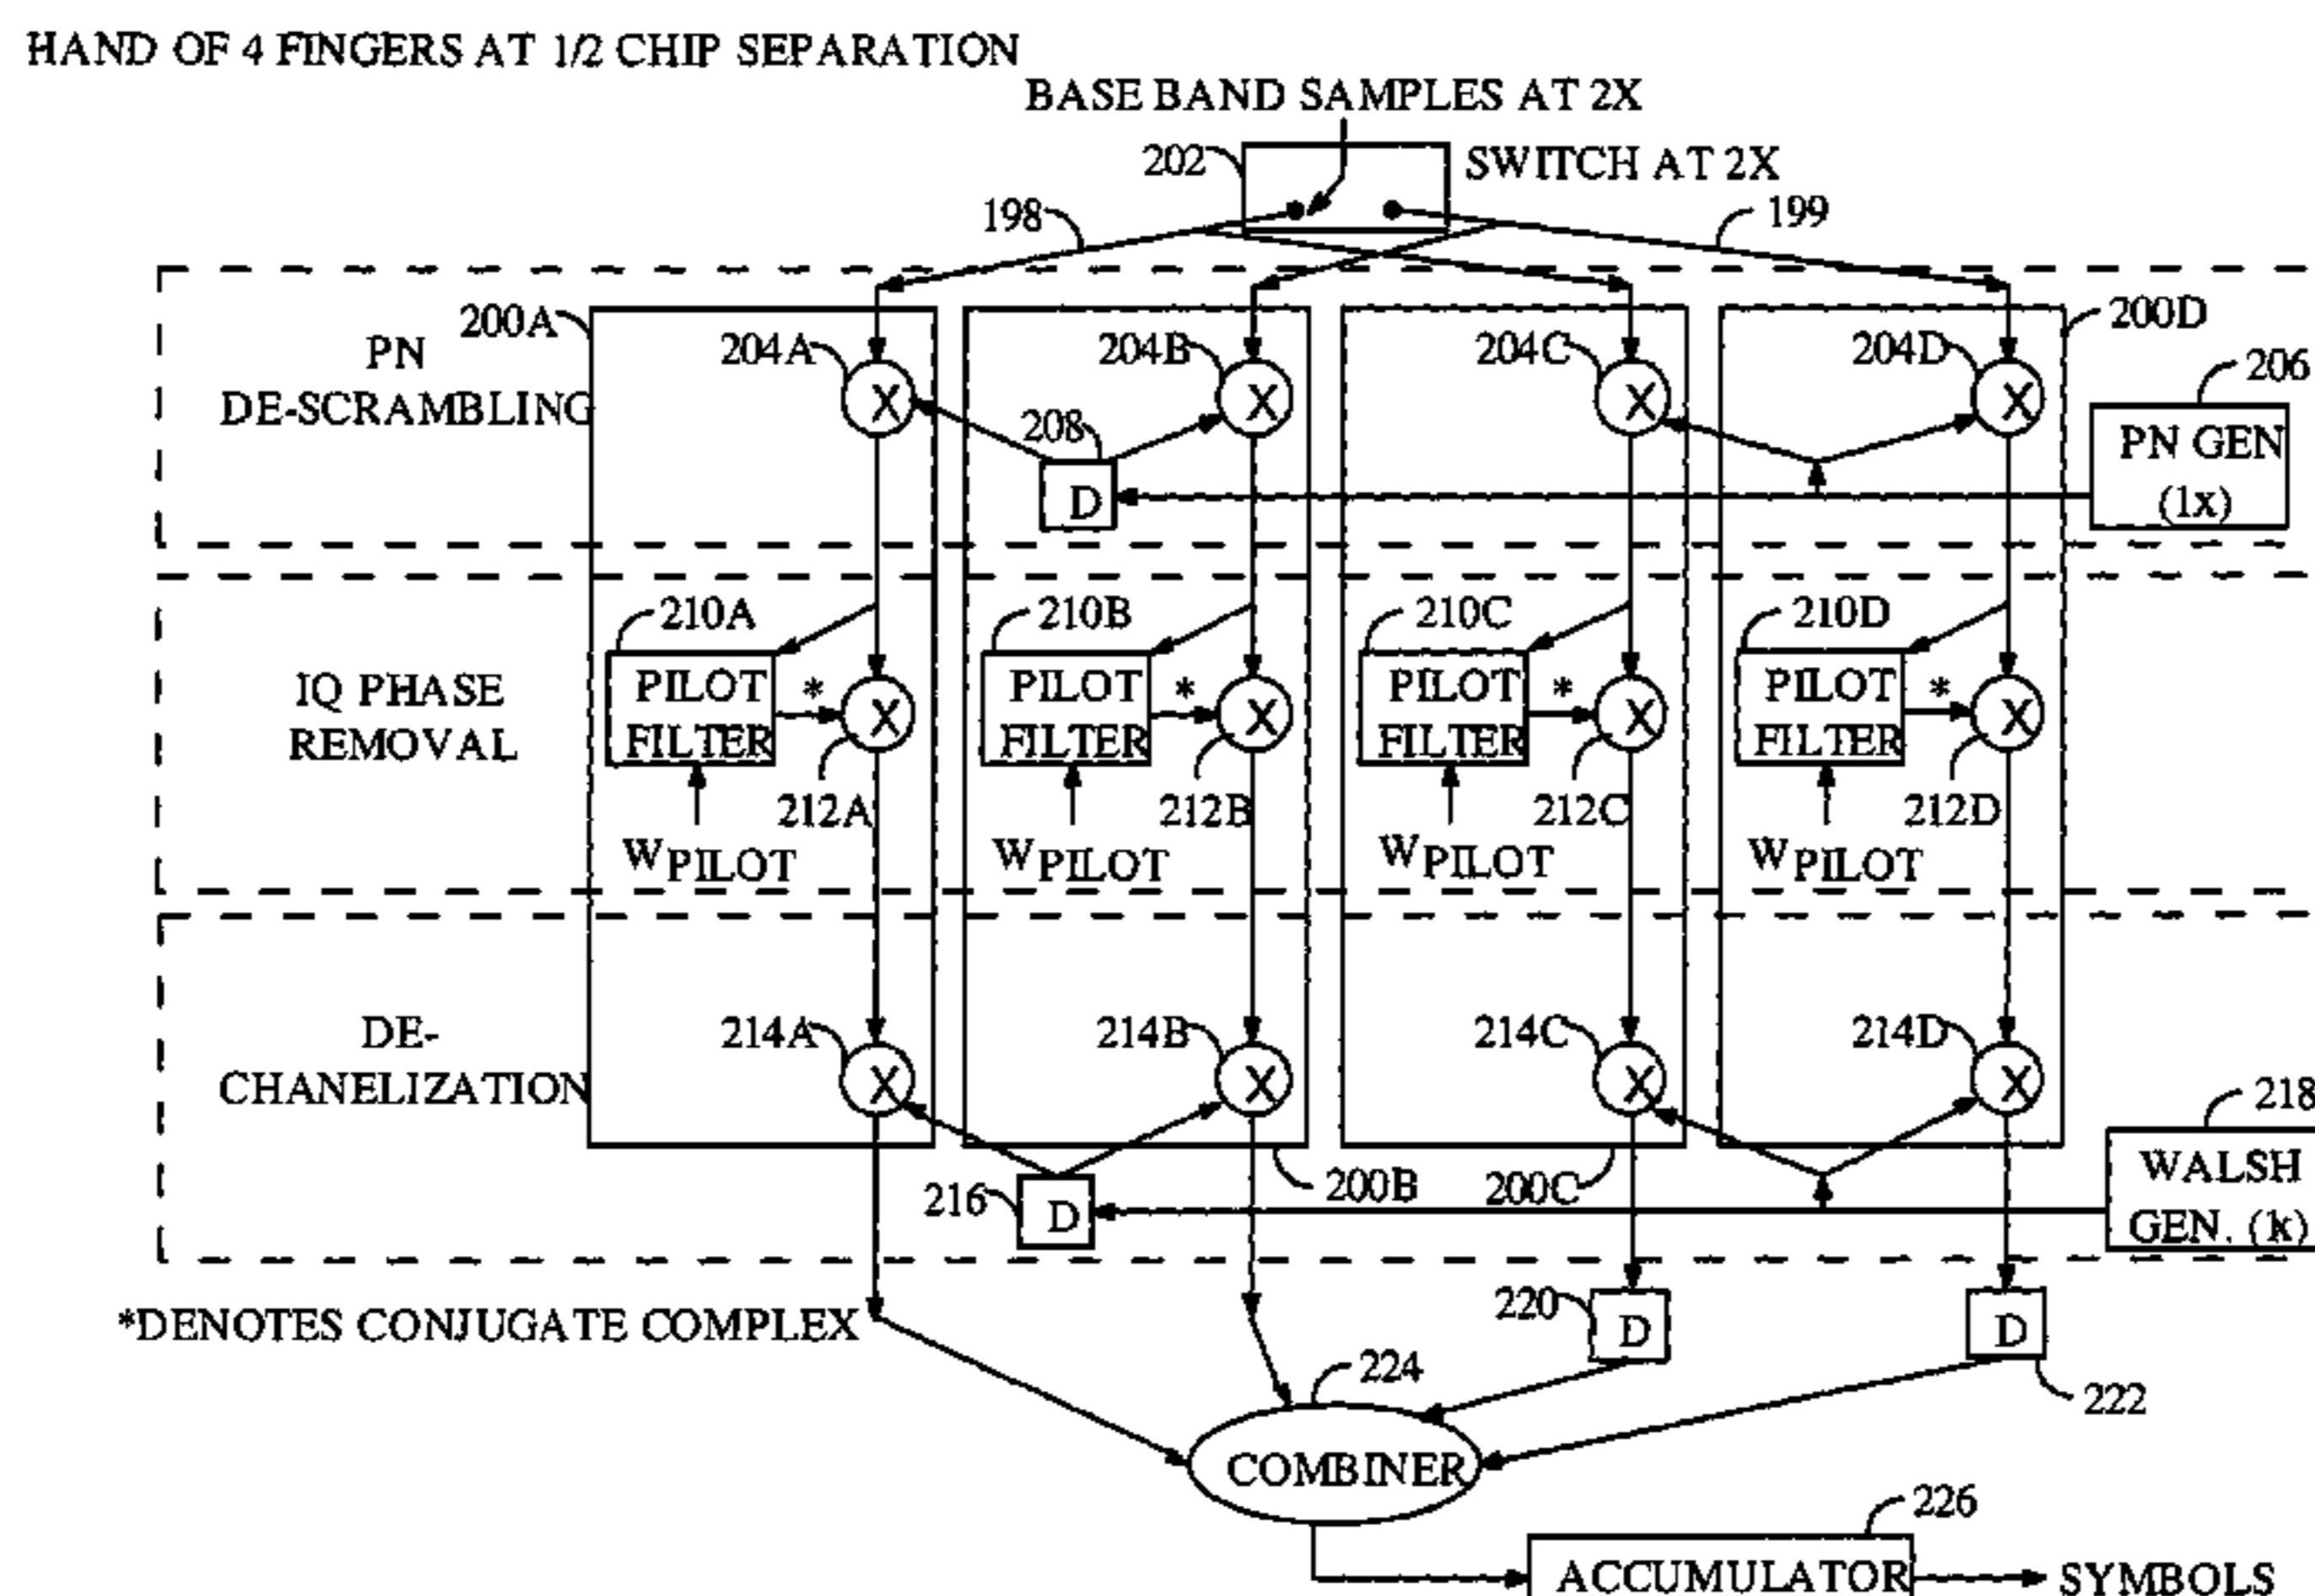 HAND OF 4 FINGERS AT 1/2 CHIP SEPARATION
BASE BAND SAMPLES AT 2X
202
SWITCH AT 2X
198
199
200A
200D
PN
DE-SCRAMBLING
204A
204B
204C
204D
206
208
D
PN GEN
(1x)
X
X
X
X
210A
210B
210C
210D
IQ PHASE
REMOVAL
PILOT
FILTER
*
X
PILOT
FILTER
*
X
PILOT
FILTER
*
X
PILOT
FILTER
*
X
212A
212B
212C
212D
WPILOT
WPILOT
WPILOT
WPILOT
DE-
CHANELIZATION
214A
214B
214C
214D
X
X
X
X
218
WALSH
GEN. (1x)
216
D
200B
200C
*DENOTES CONJUGATE COMPLEX
220
D
D
222
224
COMBINER
226
ACCUMULATOR
SYMBOLS